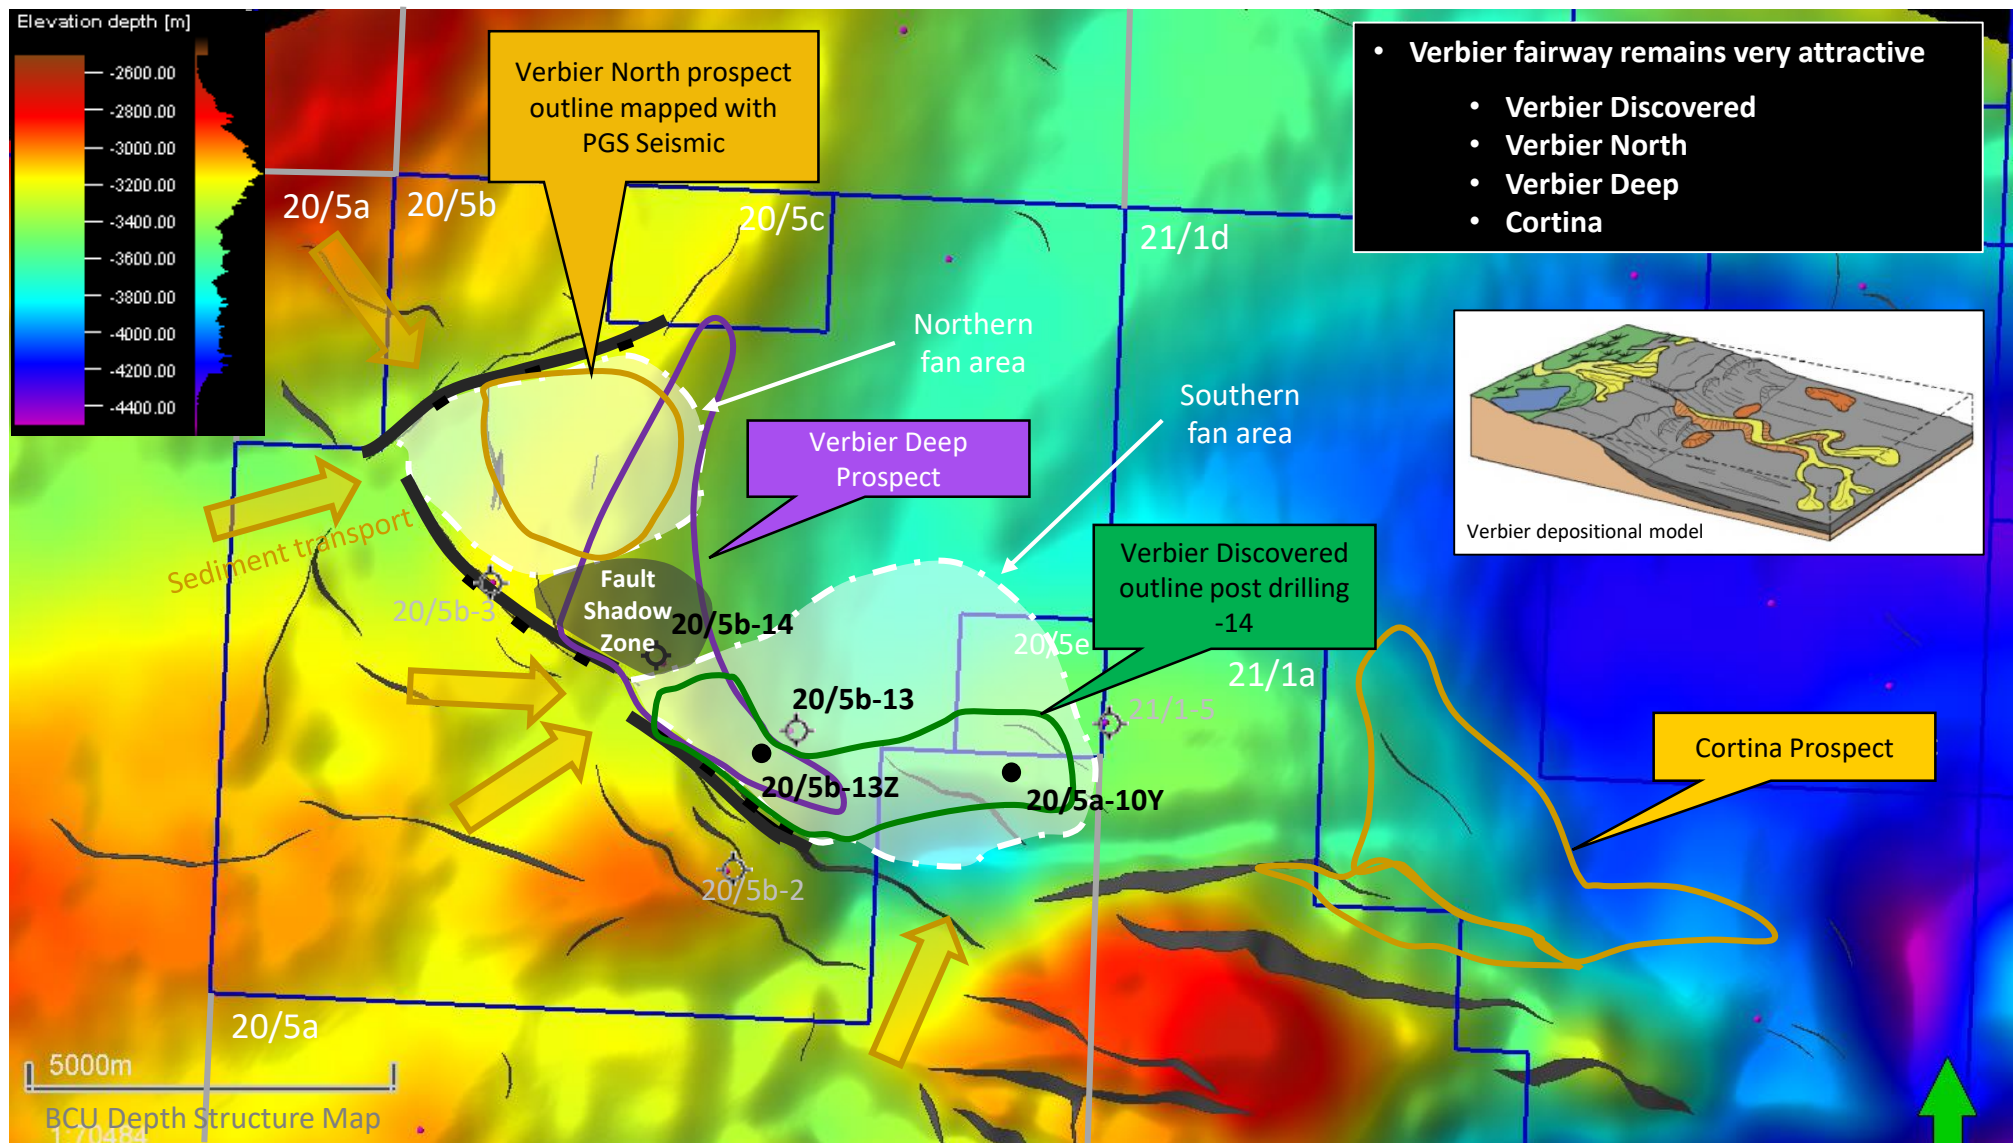 Elevation depth [m]
-2600.00
-2800.00
-3000.00
-3200.00
-3400.00
-3600.00
-3800.00
-4000.00
-4200.00
-4400.00
Verbier North prospect
outline mapped with
PGS Seismic
• Verbier fairway remains very attractive
• Verbier Discovered
• Verbier North
• Verbier Deep
• Cortina
20/5a
20/5b
20/5c
21/1d
Northern
fan area
Southern
fan area
Verbier Deep
Prospect
Verbier depositional model
Sediment transport
Verbier Discovered
outline post drilling
-14
Fault
Shadow
Zone
20/5b-3
20/5b-14
20/5e
21/1a
20/5b-13
21/1-5
Cortina Prospect
20/5b-13Z
20/5a-10Y
20/5b-2
20/5a
5000m
BCU Depth Structure Map
1:70484